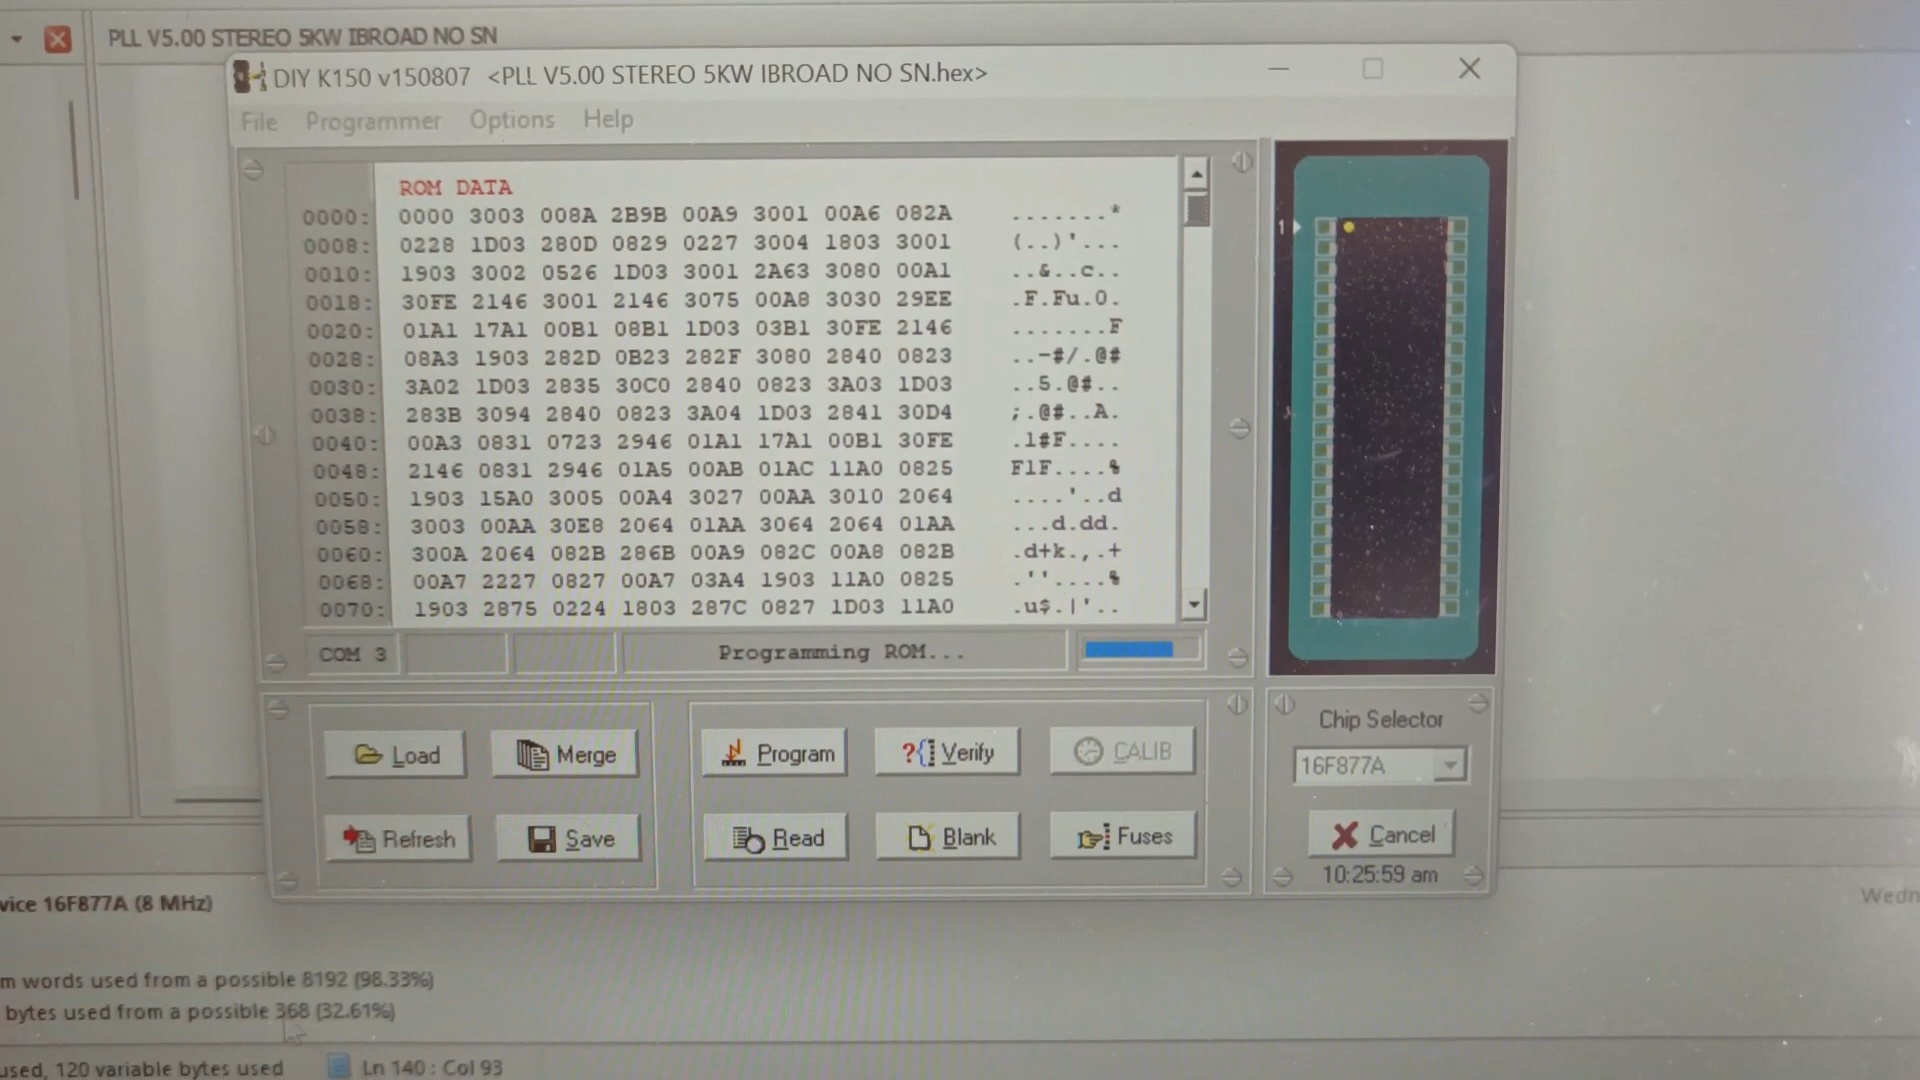 PLL V5.00 STEREO 5KW IBROAD NO SN
DIY K150 v150807 <PLL V5.00 STEREO 5KW IBROAD NO SN.hex>
File Programmer Options Help
ROM DATA
0000: 0000 3003 008A 2B9B 00A9 3001 00A6 082A .......*
0008: 0228 1D03 280D 0829 0227 3004 1803 3001 (..)'...
0010: 1903 3002 0526 1D03 3001 2A63 3080 00A1 ..&..c..
0018: 30FE 2146 3001 2146 3075 00A8 3030 29EE .F.Fu.0.
0020: 01A1 17A1 00B1 08B1 1D03 03B1 30FE 2146 .......F
0028: 08A3 1903 282D 0B23 282F 3080 2840 0823 ..-#/.@#
0030: 3A02 1D03 2835 30C0 2840 0823 3A03 1D03 ..5.@#..
0038: 283B 3094 2840 0823 3A04 1D03 2841 30D4 ;.@#..A.
0040: 00A3 0831 0723 2946 01A1 17A1 00B1 30FE .1#F....
0048: 2146 0831 2946 01A5 00AB 01AC 11A0 0825 F1F....%
0050: 1903 15A0 3005 00A4 3027 00AA 3010 2064 ....'..d
0058: 3003 00AA 30E8 2064 01AA 3064 2064 01AA ...d.dd.
0060: 300A 2064 082B 286B 00A9 082C 00A8 082B .d+k.,.+
0068: 00A7 2227 0827 00A7 03A4 1903 11A0 0825 .''....%
0070: 1903 2875 0224 1803 287C 0827 1D03 11A0 .u$.|'..
COM 3 Programming ROM...
1
Load Merge Program Verify CALIB
Refresh Save Read Blank Fuses
Chip Selector
16F877A
Cancel
10:25:59 am
vice 16F877A (8 MHz)
Wedn
m words used from a possible 8192 (98.33%)
bytes used from a possible 368 (32.61%)
used, 120 variable bytes used Ln 140 : Col 93